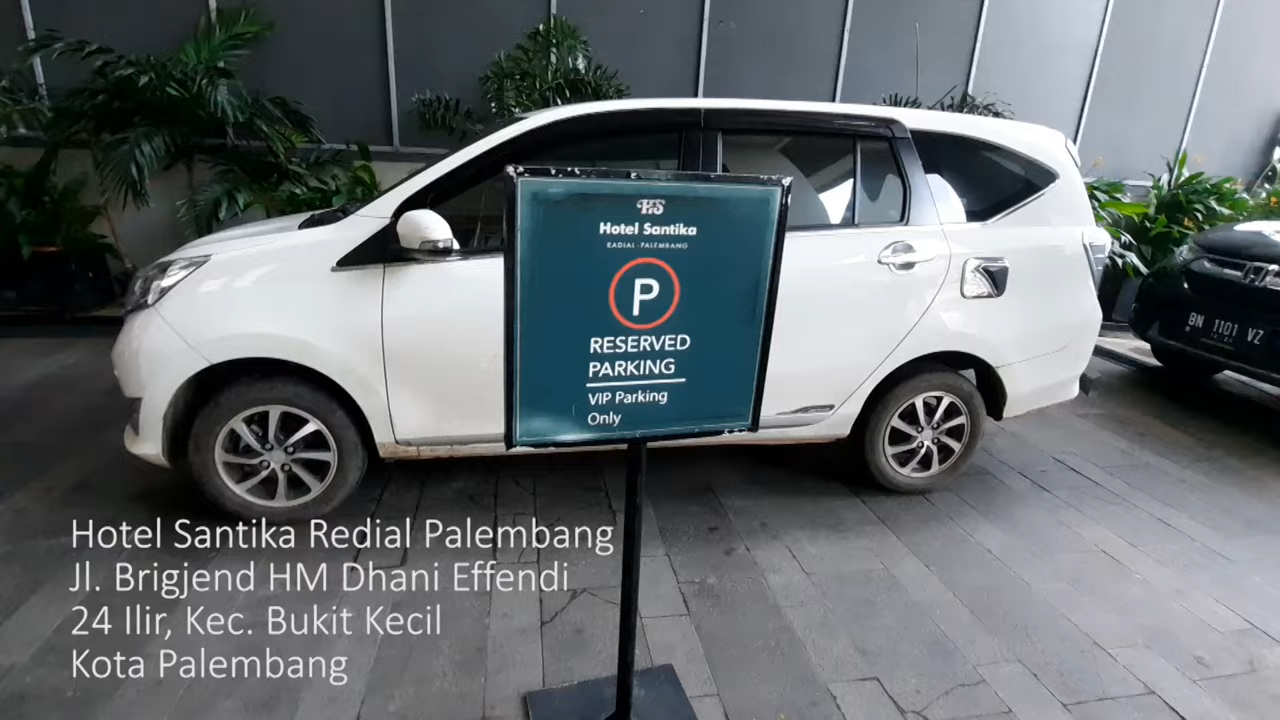 HS
Hotel Santika
RADIAL - PALEMBANG
P
RESERVED
PARKING
VIP Parking
Only
BN 1101 VZ
Hotel Santika Redial Palembang
Jl. Brigjend HM Dhani Effendi
24 Ilir, Kec. Bukit Kecil
Kota Palembang